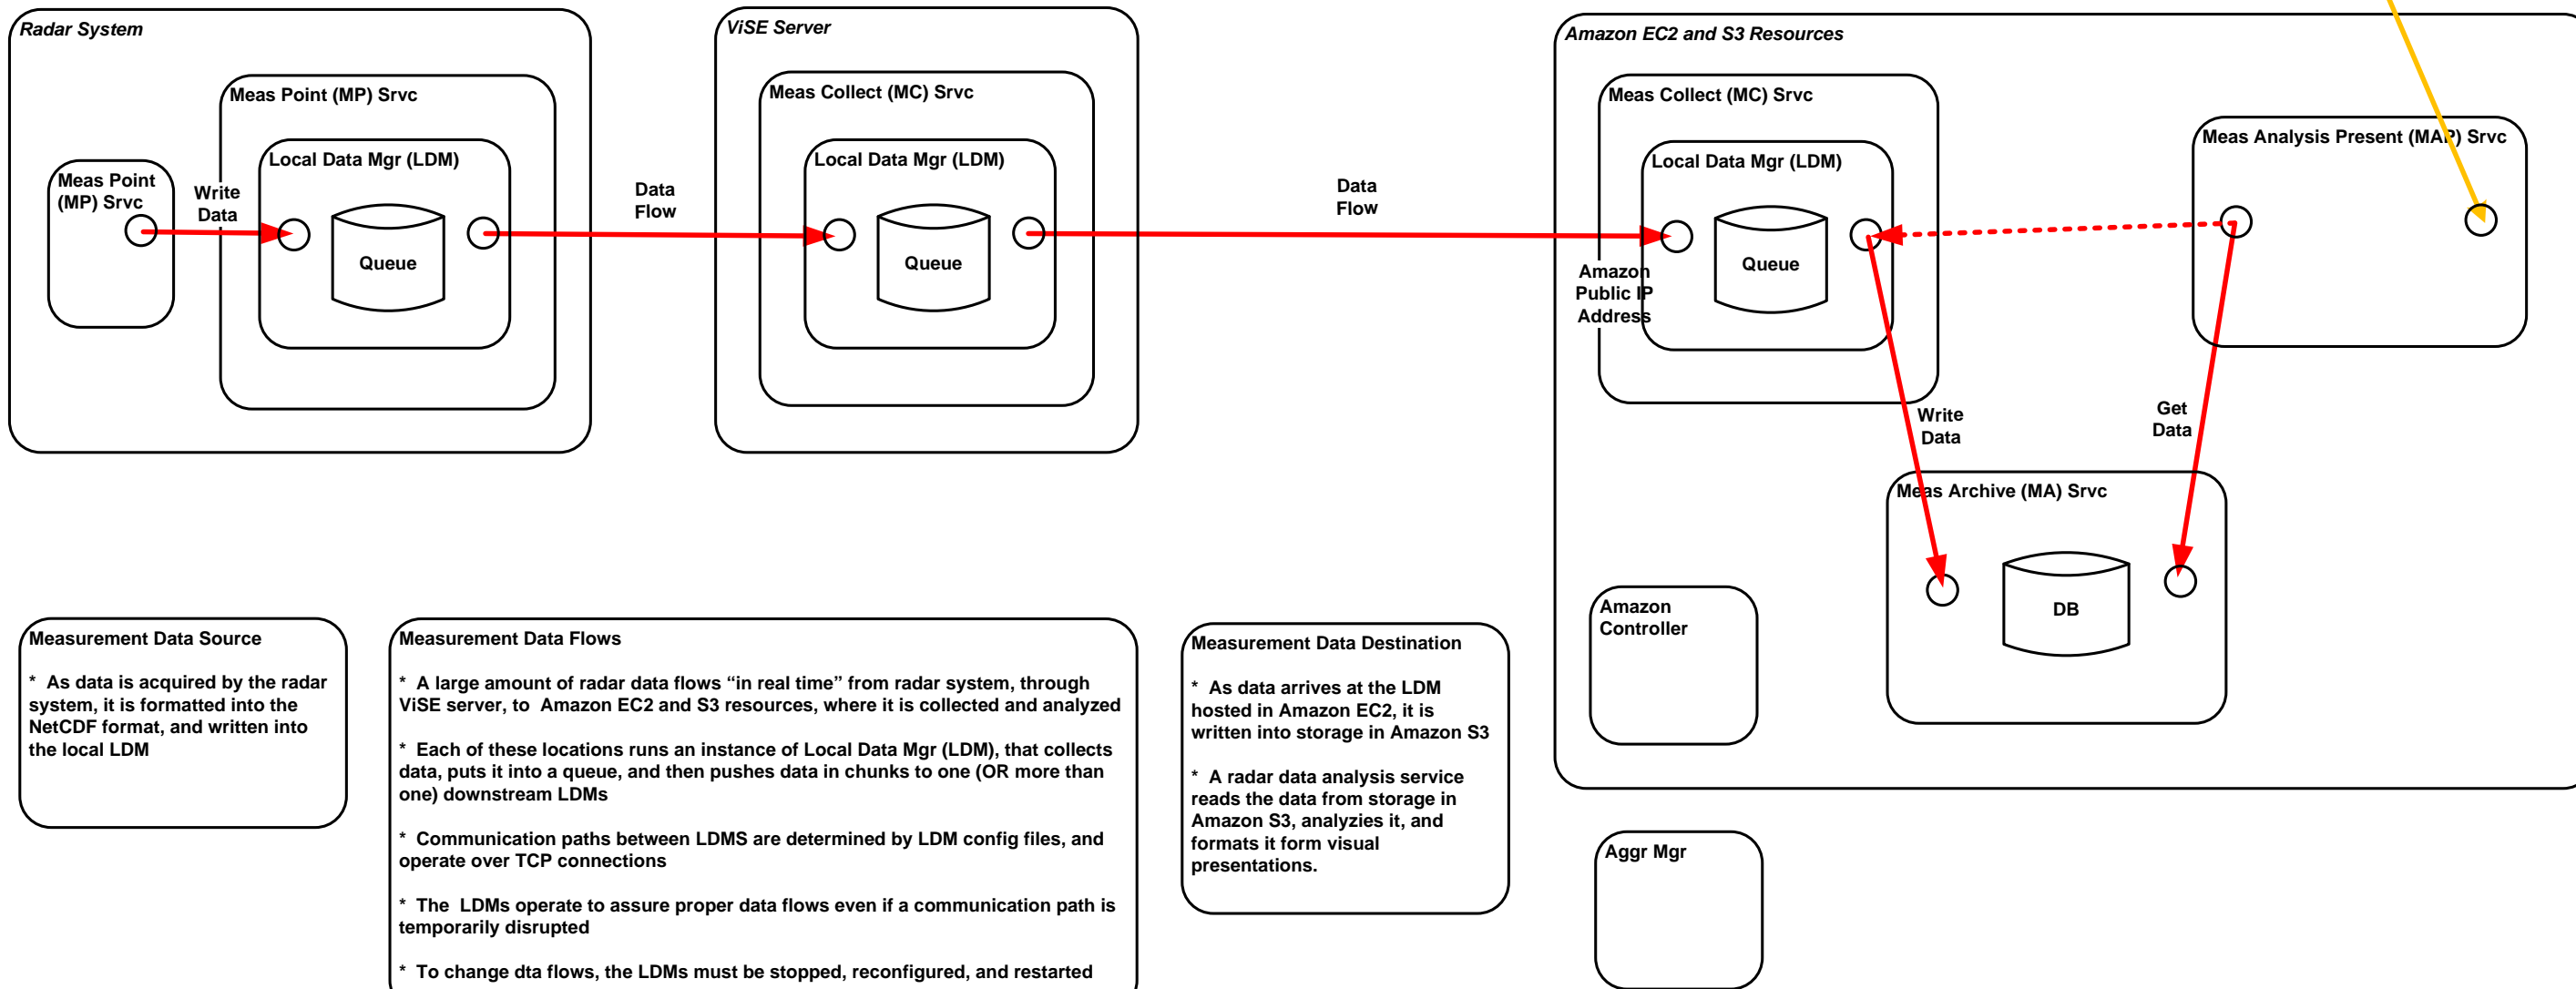 Radar System
Meas Point (MP) Srvc
Local Data Mgr (LDM)
Meas Point
(MP) Srvc
Write
Data
Queue
Data
Flow
ViSE Server
Meas Collect (MC) Srvc
Local Data Mgr (LDM)
Queue
Data
Flow
Amazon EC2 and S3 Resources
Meas Collect (MC) Srvc
Local Data Mgr (LDM)
Queue
Amazon
Public IP
Address
Meas Analysis Present (MAP) Srvc
Write
Data
Get
Data
Meas Archive (MA) Srvc
DB
Amazon
Controller
Aggr Mgr
Measurement Data Source
* As data is acquired by the radar
system, it is formatted into the
NetCDF format, and written into
the local LDM
Measurement Data Flows
* A large amount of radar data flows “in real time” from radar system, through
ViSE server, to Amazon EC2 and S3 resources, where it is collected and analyzed
* Each of these locations runs an instance of Local Data Mgr (LDM), that collects
data, puts it into a queue, and then pushes data in chunks to one (OR more than
one) downstream LDMs
* Communication paths between LDMS are determined by LDM config files, and
operate over TCP connections
* The LDMs operate to assure proper data flows even if a communication path is
temporarily disrupted
* To change dta flows, the LDMs must be stopped, reconfigured, and restarted
Measurement Data Destination
* As data arrives at the LDM
hosted in Amazon EC2, it is
written into storage in Amazon S3
* A radar data analysis service
reads the data from storage in
Amazon S3, analyzies it, and
formats it form visual
presentations.